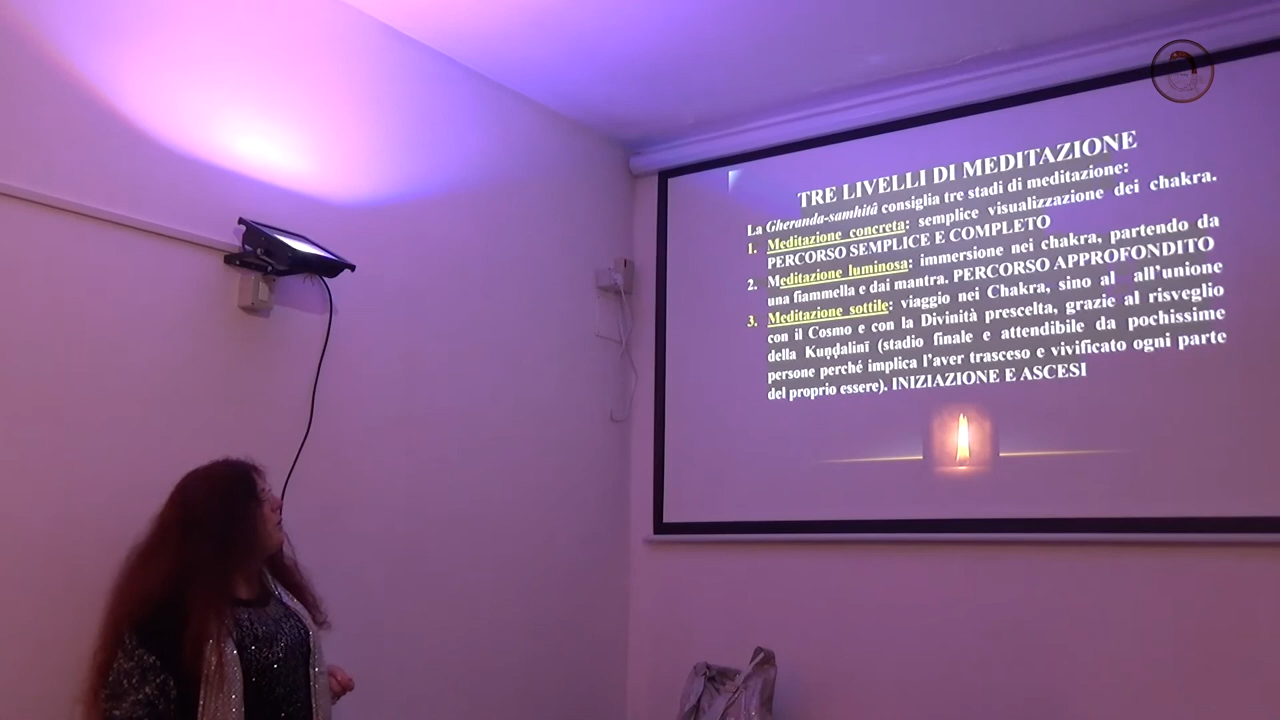 TRE LIVELLI DI MEDITAZIONE
La Gheranda-samhitâ consiglia tre stadi di meditazione:
1. Meditazione concreta: semplice visualizzazione dei chakra.
PERCORSO SEMPLICE E COMPLETO
2. Meditazione luminosa: immersione nei chakra, partendo da
una fiammella e dai mantra. PERCORSO APPROFONDITO
3. Meditazione sottile: viaggio nei Chakra, sino al all’unione
con il Cosmo e con la Divinità prescelta, grazie al risveglio
della Kuṇḍalinī (stadio finale e attendibile da pochissime
persone perché implica l’aver trasceso e vivificato ogni parte
del proprio essere). INIZIAZIONE E ASCESI